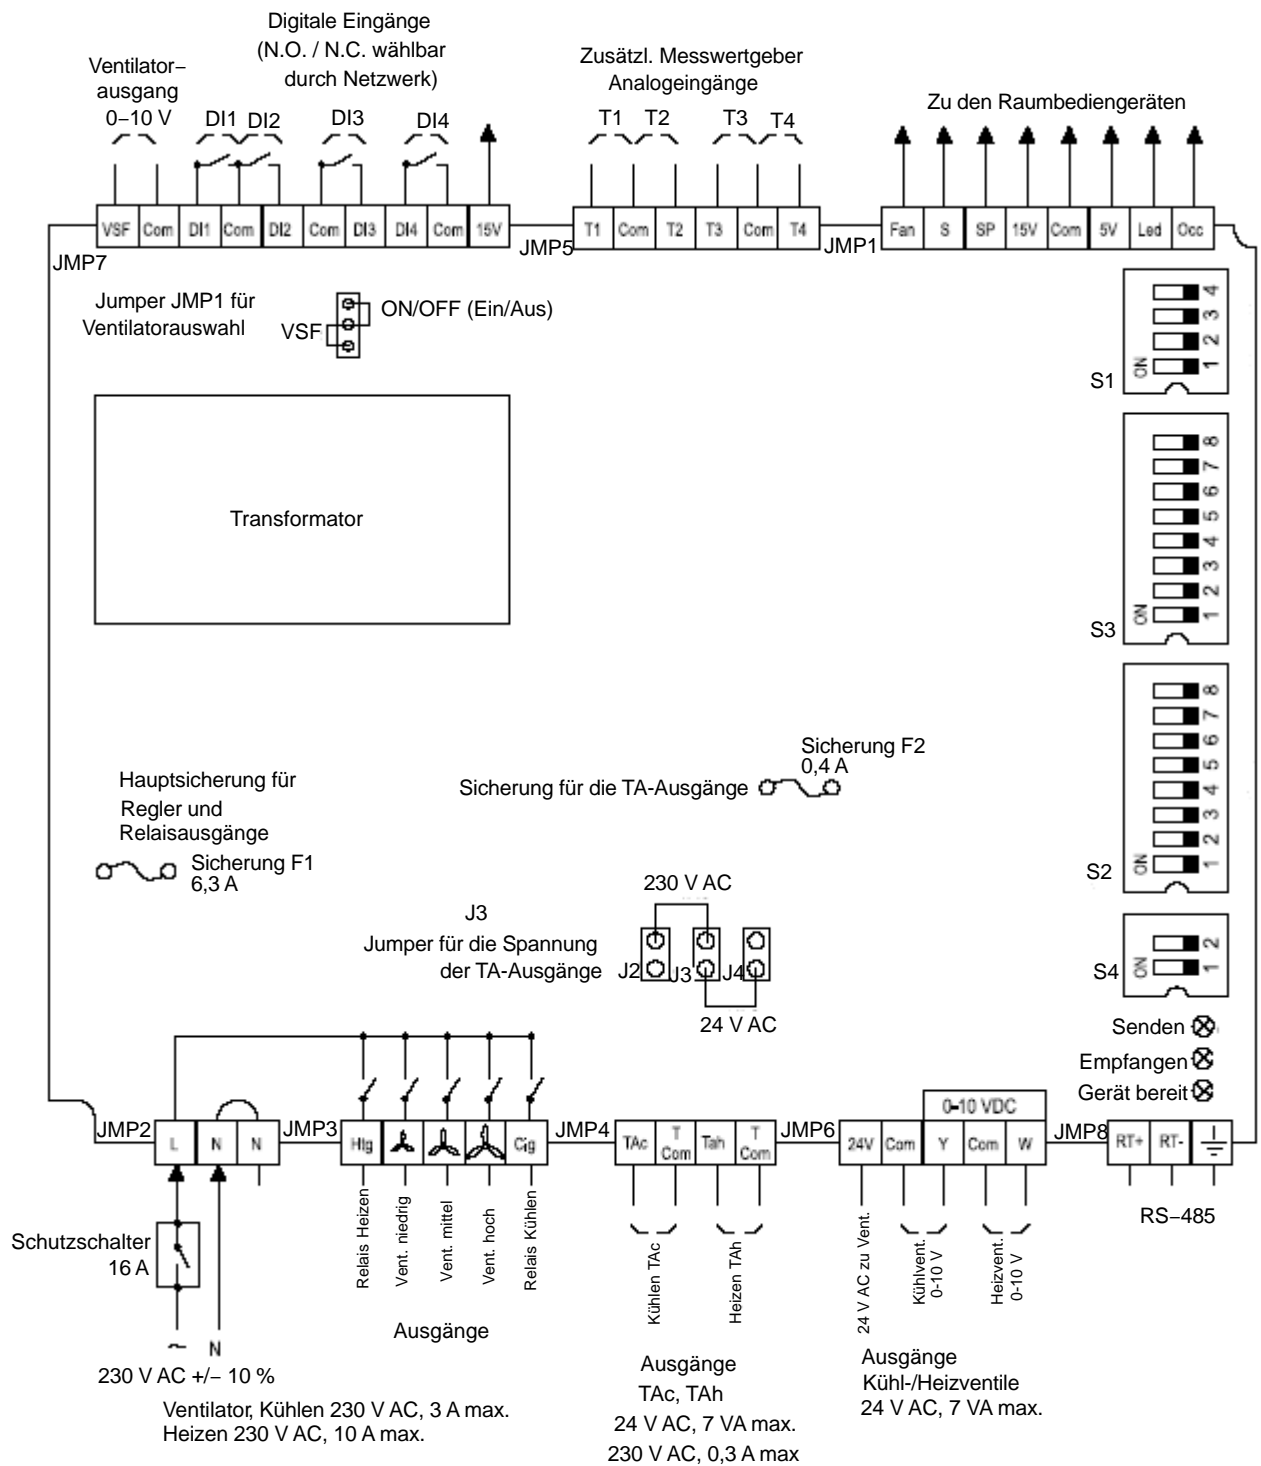 Digitale Eingänge
(N.O. / N.C. wählbar
durch Netzwerk)
Ventilator–
ausgang
0–10 V
DI1 DI2 DI3 DI4
Zusätzl. Messwertgeber
Analogeingänge
T1 T2 T3 T4
Zu den Raumbediengeräten
VSF Com DI1 Com DI2 Com DI3 DI4 Com 15V
T1 Com T2 T3 Com T4
Fan S SP 15V Com 5V Led Occ
JMP7
JMP5
JMP1
Jumper JMP1 für
Ventilatorauswahl
VSF
ON/OFF (Ein/Aus)
S1
ON
1 2 3 4
Transformator
S3
ON
1 2 3 4 5 6 7 8
S2
ON
1 2 3 4 5 6 7 8
Hauptsicherung für
Regler und
Relaisausgänge
Sicherung F1
6,3 A
Sicherung für die TA-Ausgänge
Sicherung F2
0,4 A
J3
Jumper für die Spannung
der TA-Ausgänge
230 V AC
J2 J3 J4
24 V AC
S4
ON
1 2
Senden
Empfangen
Gerät bereit
0-10 VDC
JMP2
L N N
JMP3
Htg Cig
JMP4
TAc T Com Tah T Com
JMP6
24V Com Y Com W
JMP8
RT+ RT-
RS–485
Schutzschalter
16 A
~ N
230 V AC +/– 10 %
Relais Heizen
Vent. niedrig
Vent. mittel
Vent. hoch
Relais Kühlen
Ausgänge
Ventilator, Kühlen 230 V AC, 3 A max.
Heizen 230 V AC, 10 A max.
Kühlen TAc
Heizen TAh
Ausgänge
TAc, TAh
24 V AC, 7 VA max.
230 V AC, 0,3 A max
24 V AC zu Vent.
Kühlvent.
0-10 V
Heizvent.
0-10 V
Ausgänge
Kühl-/Heizventile
24 V AC, 7 VA max.